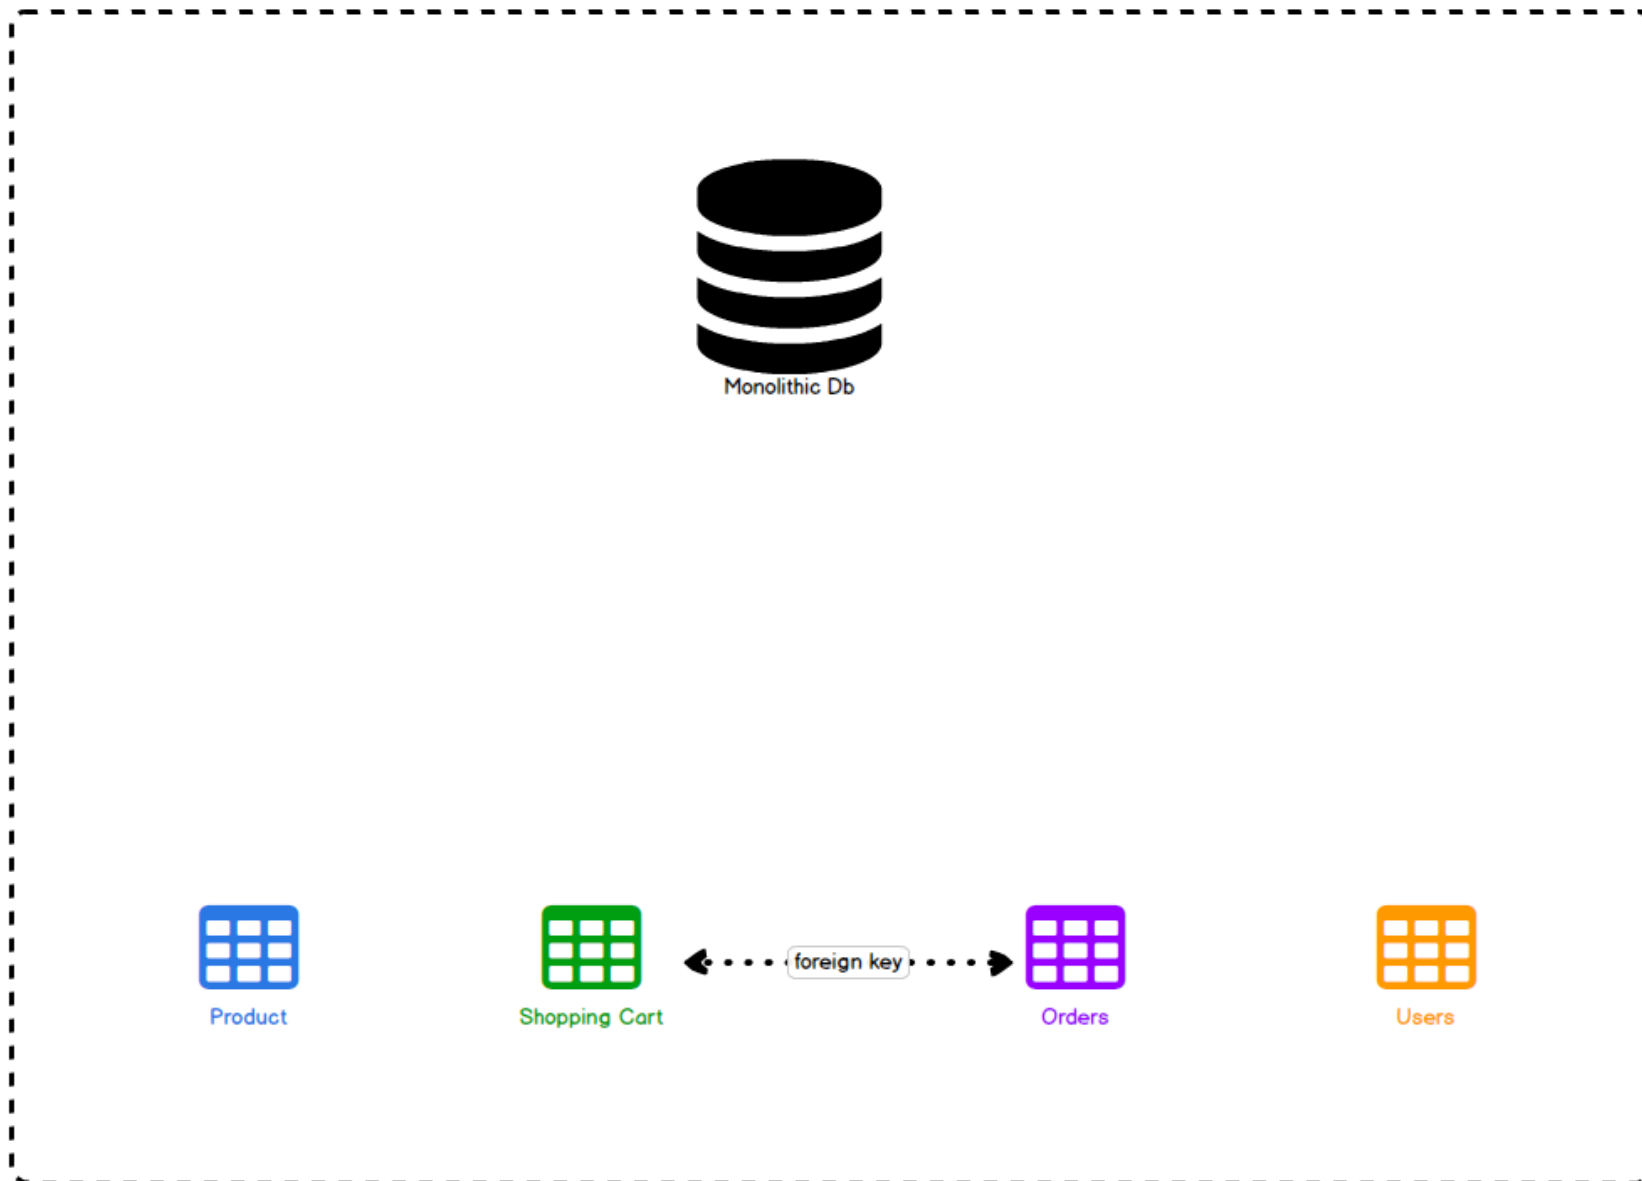 Monolithic Db
foreign key
Product
Shopping Cart
Orders
Users